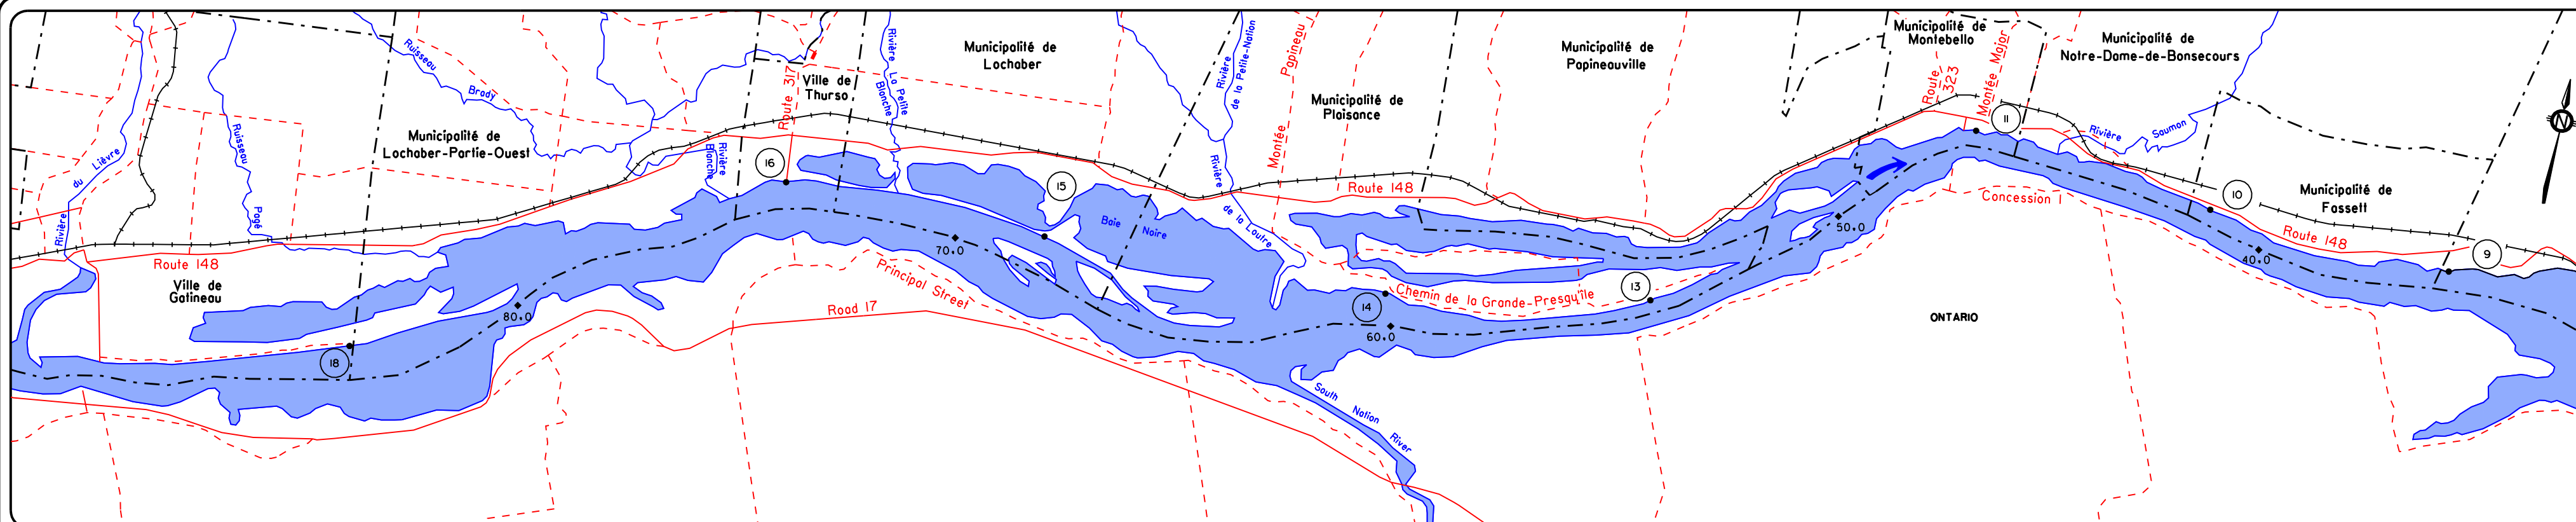 Rivière
du Lièvre
Route 148
Ville de
Gatineau
Ruisseau
Pagé
18
Ruisseau
Brady
Municipalité de
Lochaber-Partie-Ouest
80.0
Rivière
Blanche
Route 317
16
Ville de
Thurso
Rivière La Petite
Blanche
Municipalité de
Lochaber
15
70.0
Principal Street
Road 17
Baie
Noire
Rivière
de la Petite-Nation
Rivière
de la Loutre
Montée
Papineau
Municipalité de
Plaisance
Route 148
14
60.0
Chemin de la Grande-Presqu'île
13
South
Nation
River
Municipalité de
Papineauville
50.0
Municipalité de
Montebello
Route
323
Montée Major
11
Concession 1
ONTARIO
Municipalité de
Notre-Dame-de-Bonsecours
Rivière
Saumon
10
40.0
Municipalité de
Fassett
Route 148
9
N